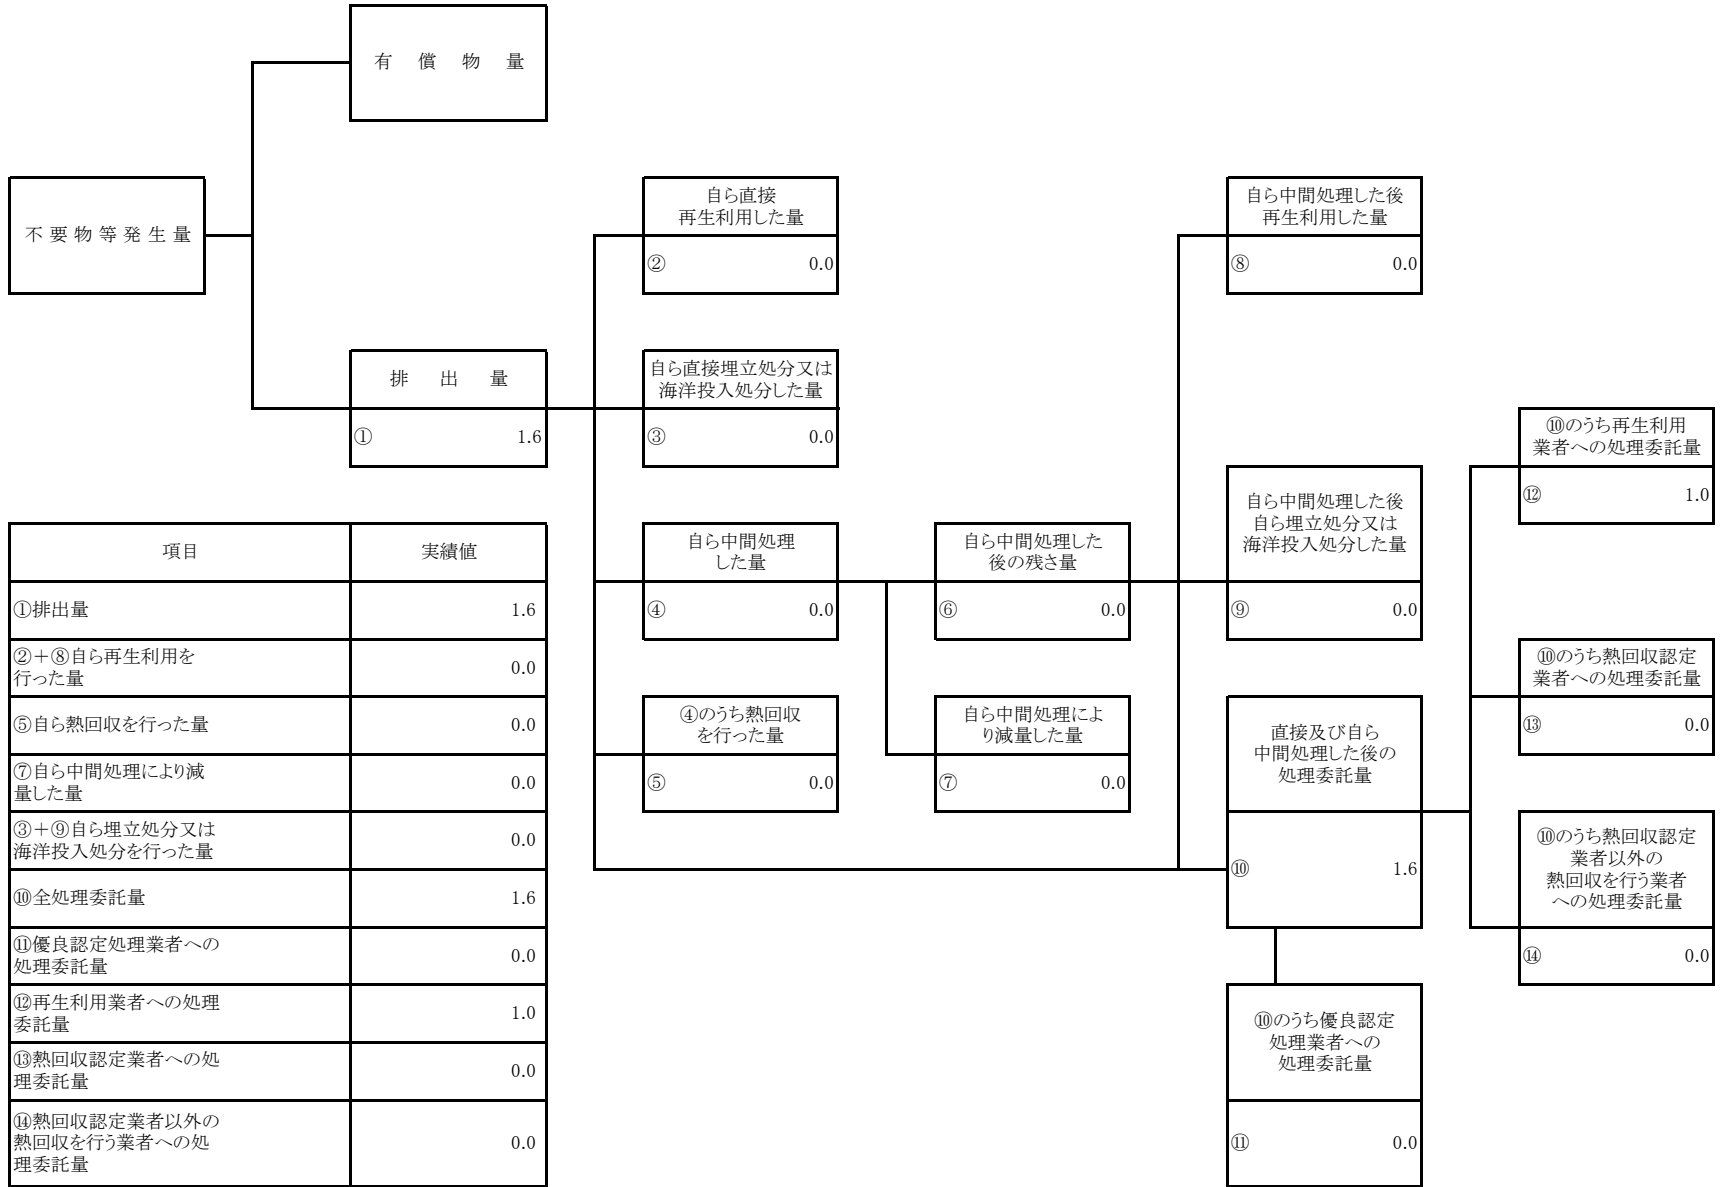 有 償 物 量
不 要 物 等 発 生 量
自ら直接
再生利用した量
② 0.0
自ら中間処理した後
再生利用した量
⑧ 0.0
排 出 量
① 1.6
自ら直接埋立処分又は
海洋投入処分した量
③ 0.0
⑩のうち再生利用
業者への処理委託量
⑫ 1.0
自ら中間処理
した量
④ 0.0
自ら中間処理した
後の残さ量
⑥ 0.0
自ら中間処理した後
自ら埋立処分又は
海洋投入処分した量
⑨ 0.0
⑩のうち熱回収認定
業者への処理委託量
⑬ 0.0
④のうち熱回収
を行った量
⑤ 0.0
自ら中間処理によ
り減量した量
⑦ 0.0
直接及び自ら
中間処理した後の
処理委託量
⑩ 1.6
⑩のうち熱回収認定
業者以外の
熱回収を行う業者
への処理委託量
⑭ 0.0
⑩のうち優良認定
処理業者への
処理委託量
⑪ 0.0
項目 実績値
①排出量 1.6
②＋⑧自ら再生利用を
行った量 0.0
⑤自ら熱回収を行った量 0.0
⑦自ら中間処理により減
量した量 0.0
③＋⑨自ら埋立処分又は
海洋投入処分を行った量 0.0
⑩全処理委託量 1.6
⑪優良認定処理業者への
処理委託量 0.0
⑫再生利用業者への処理
委託量 1.0
⑬熱回収認定業者への処
理委託量 0.0
⑭熱回収認定業者以外の
熱回収を行う業者への処
理委託量 0.0